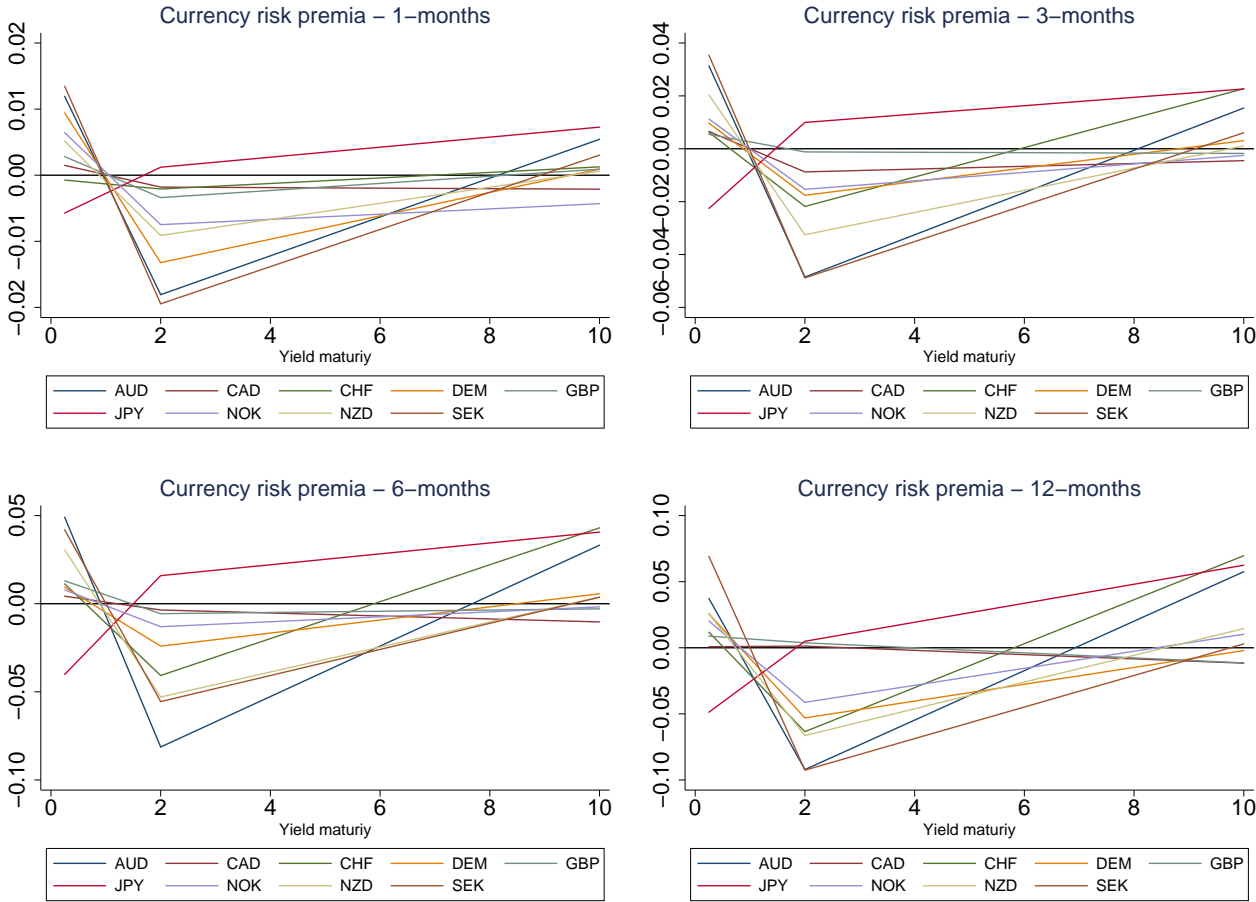 Currency risk premia − 1−months
0.02
0.01
0.00
−0.01
−0.02
0 2 4 6 8 10
Yield maturiy
AUD CAD CHF DEM GBP
JPY NOK NZD SEK
Currency risk premia − 3−months
0.04
0.02
0.00
−0.02
−0.04
−0.06
0 2 4 6 8 10
Yield maturiy
AUD CAD CHF DEM GBP
JPY NOK NZD SEK
Currency risk premia − 6−months
0.05
0.00
−0.05
−0.10
0 2 4 6 8 10
Yield maturiy
AUD CAD CHF DEM GBP
JPY NOK NZD SEK
Currency risk premia − 12−months
0.10
0.05
0.00
−0.05
−0.10
0 2 4 6 8 10
Yield maturiy
AUD CAD CHF DEM GBP
JPY NOK NZD SEK